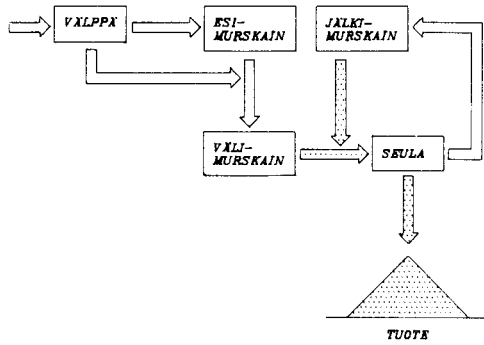 VÄLPPÄ
ESI-
MURSKAIN
JÄLKI-
MURSKAIN
VÄLI-
MURSKAIN
SEULA
TUOTE